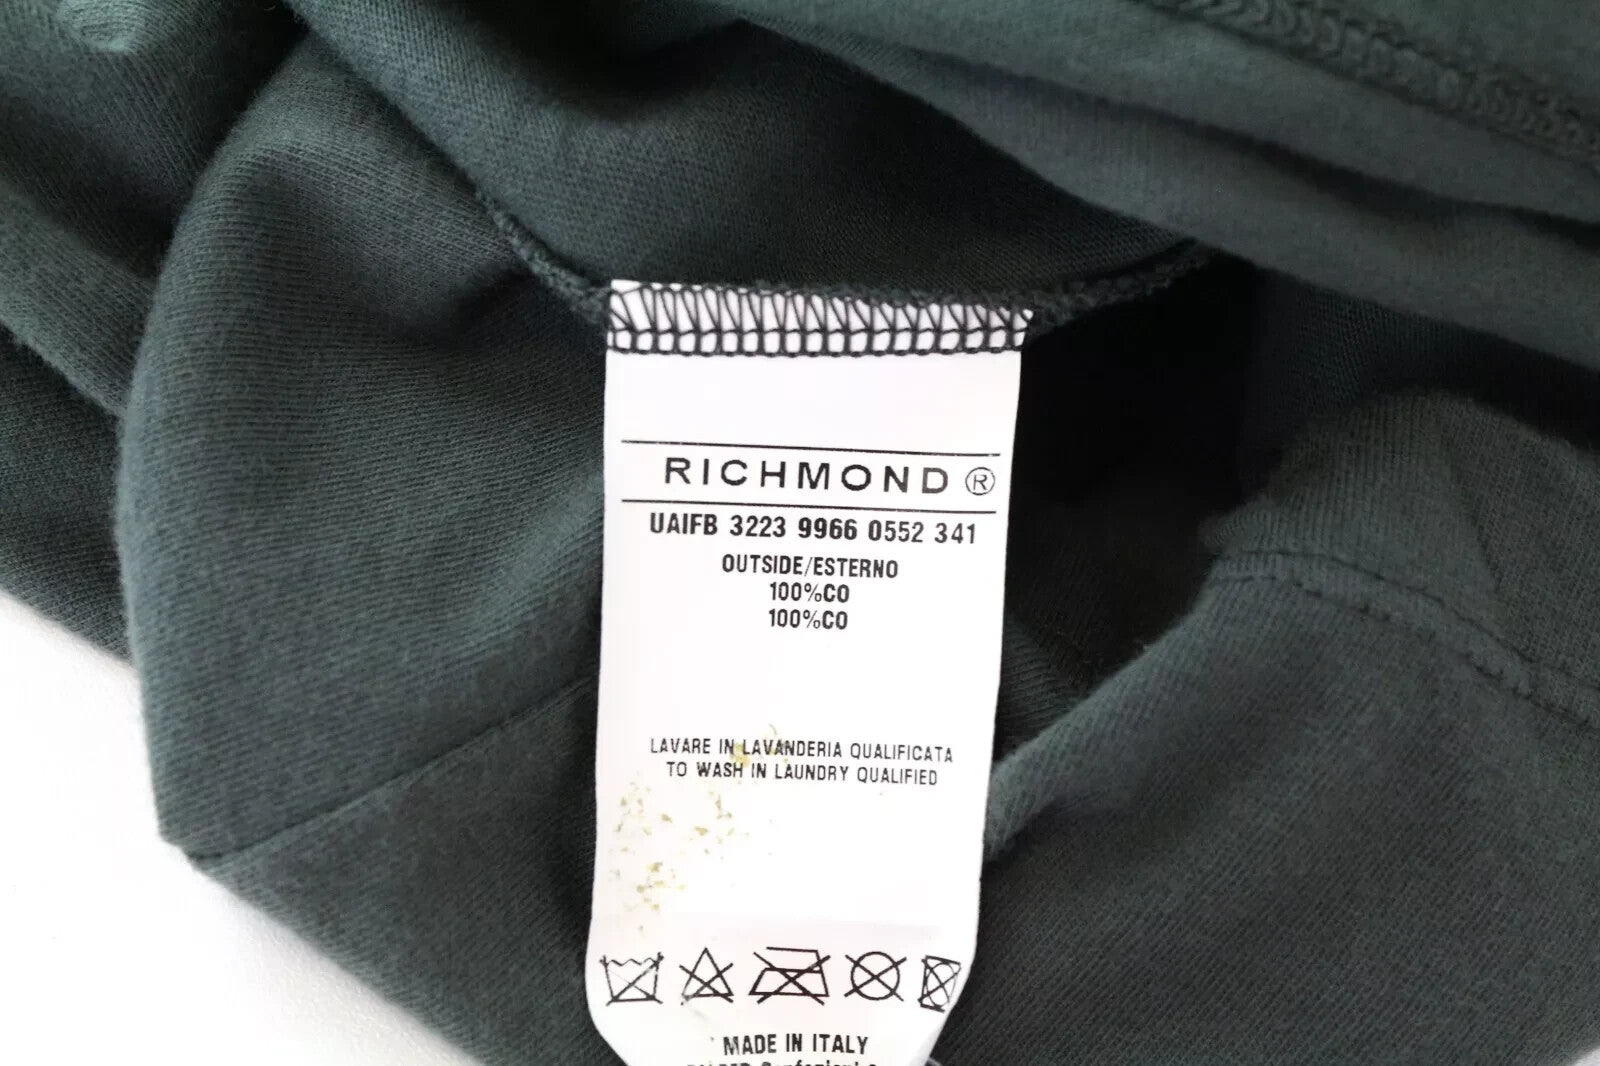 RICHMOND ®
UAIFB 3223 9966 0552 341
OUTSIDE/ESTERNO
100%CO
100%CO
LAVARE IN LAVANDERIA QUALIFICATA
TO WASH IN LAUNDRY QUALIFIED
MADE IN ITALY